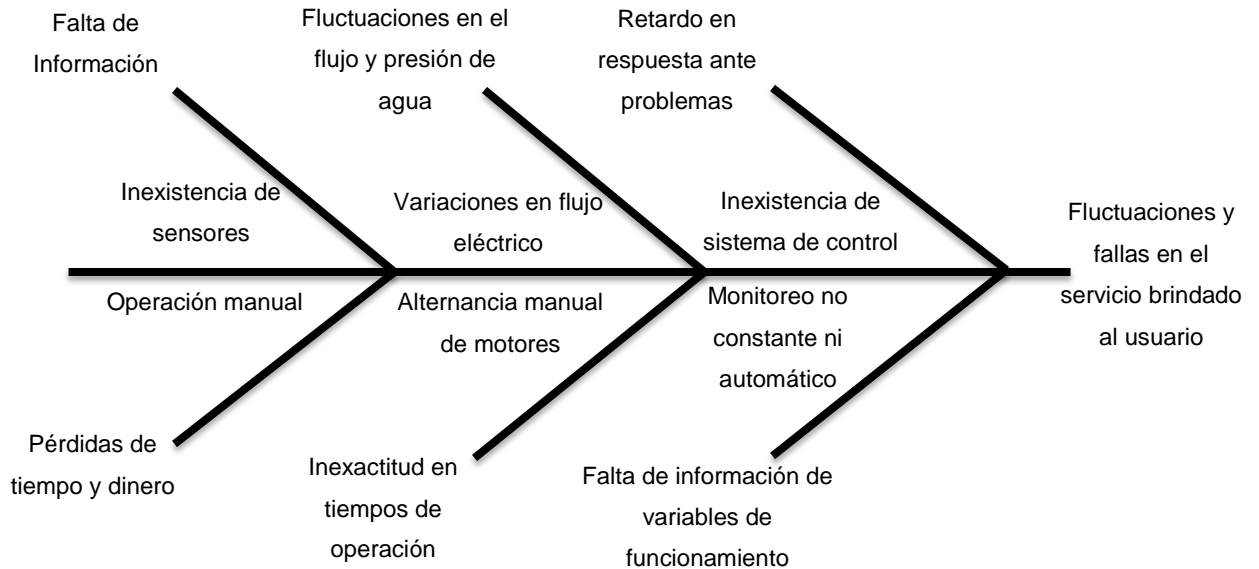 Falta de
Información
Fluctuaciones en el
flujo y presión de
agua
Retardo en
respuesta ante
problemas
Inexistencia de
sensores
Variaciones en flujo
eléctrico
Inexistencia de
sistema de control
Fluctuaciones y
fallas en el
servicio brindado
al usuario
Operación manual
Alternancia manual
de motores
Monitoreo no
constante ni
automático
Pérdidas de
tiempo y dinero
Inexactitud en
tiempos de
operación
Falta de información de
variables de
funcionamiento